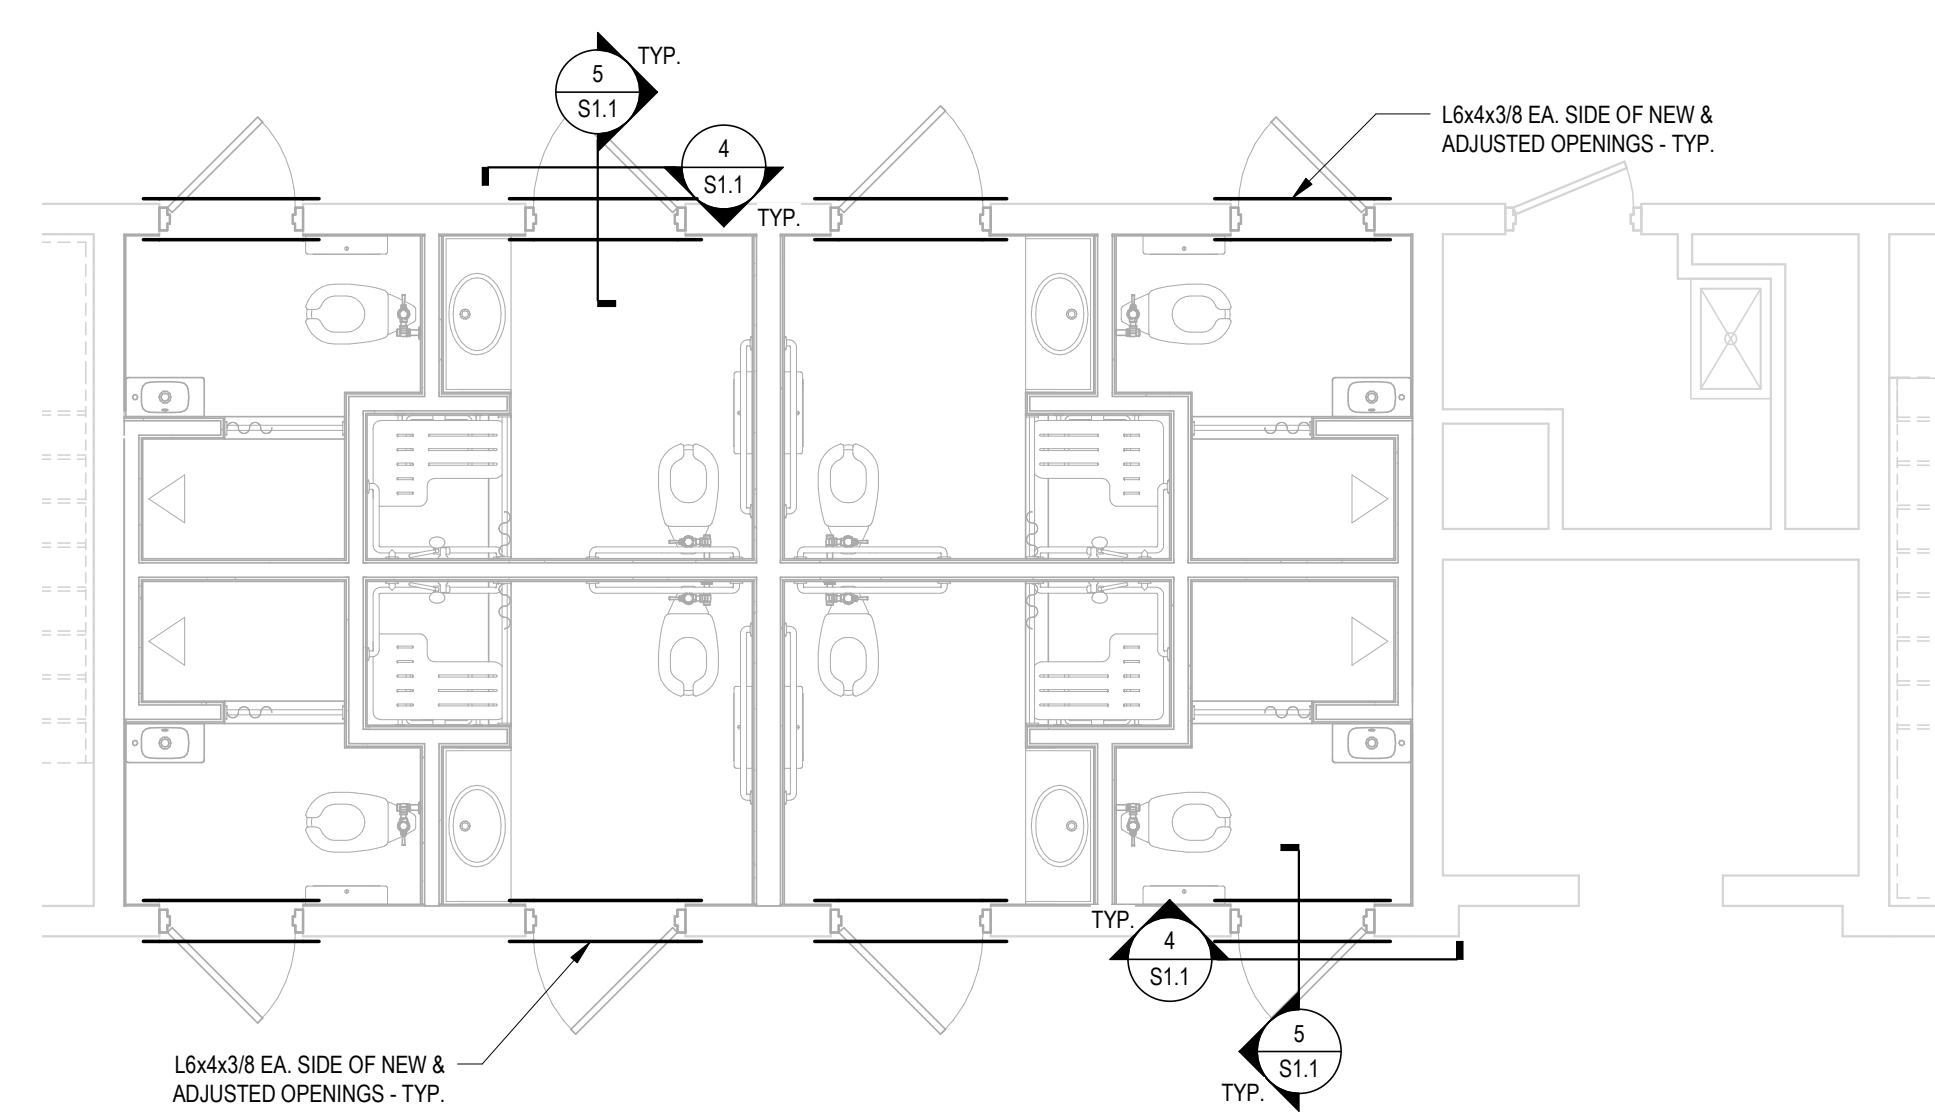 TYP.
5
S1.1
4
S1.1
TYP.
L6x4x3/8 EA. SIDE OF NEW &
ADJUSTED OPENINGS - TYP.
TYP.
4
S1.1
5
S1.1
TYP.
L6x4x3/8 EA. SIDE OF NEW &
ADJUSTED OPENINGS - TYP.